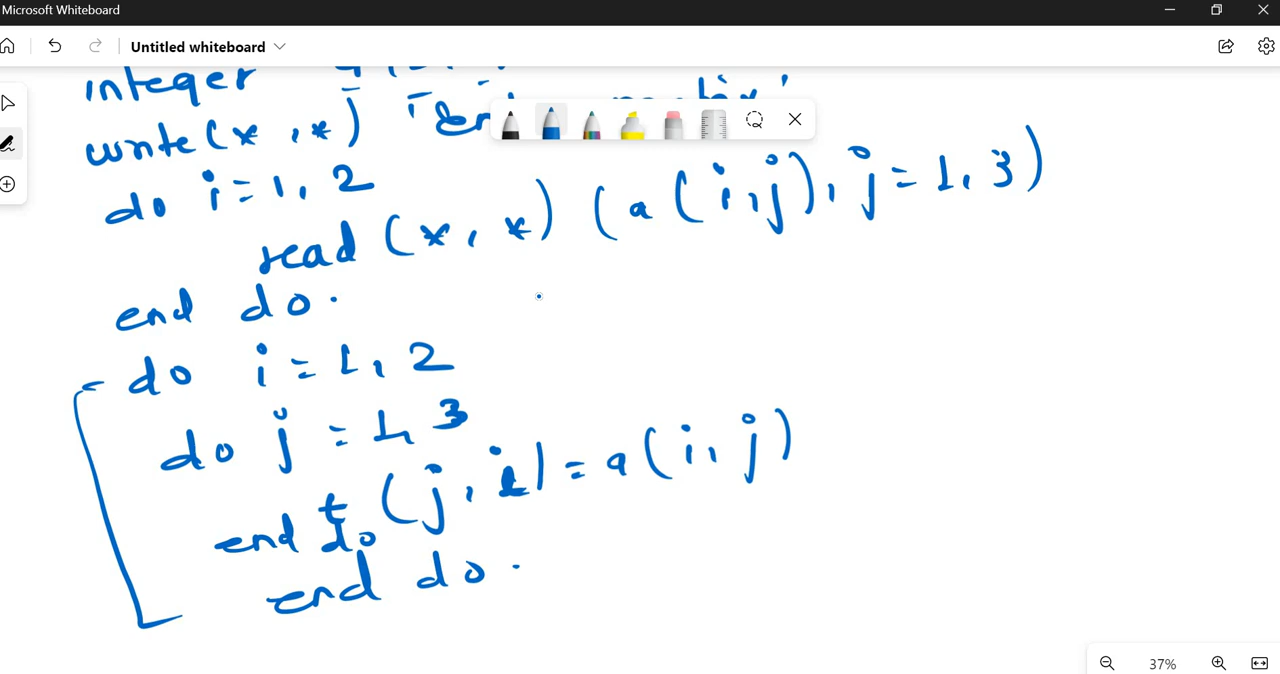 Microsoft Whiteboard
Untitled whiteboard
integer
write(*,*)
do i=1,2
read (*,*) (a(i,j),j=1,3)
end do.
do i=1,2
do j=1,3
t(j,i)=a(i,j)
end do
end do.
37%